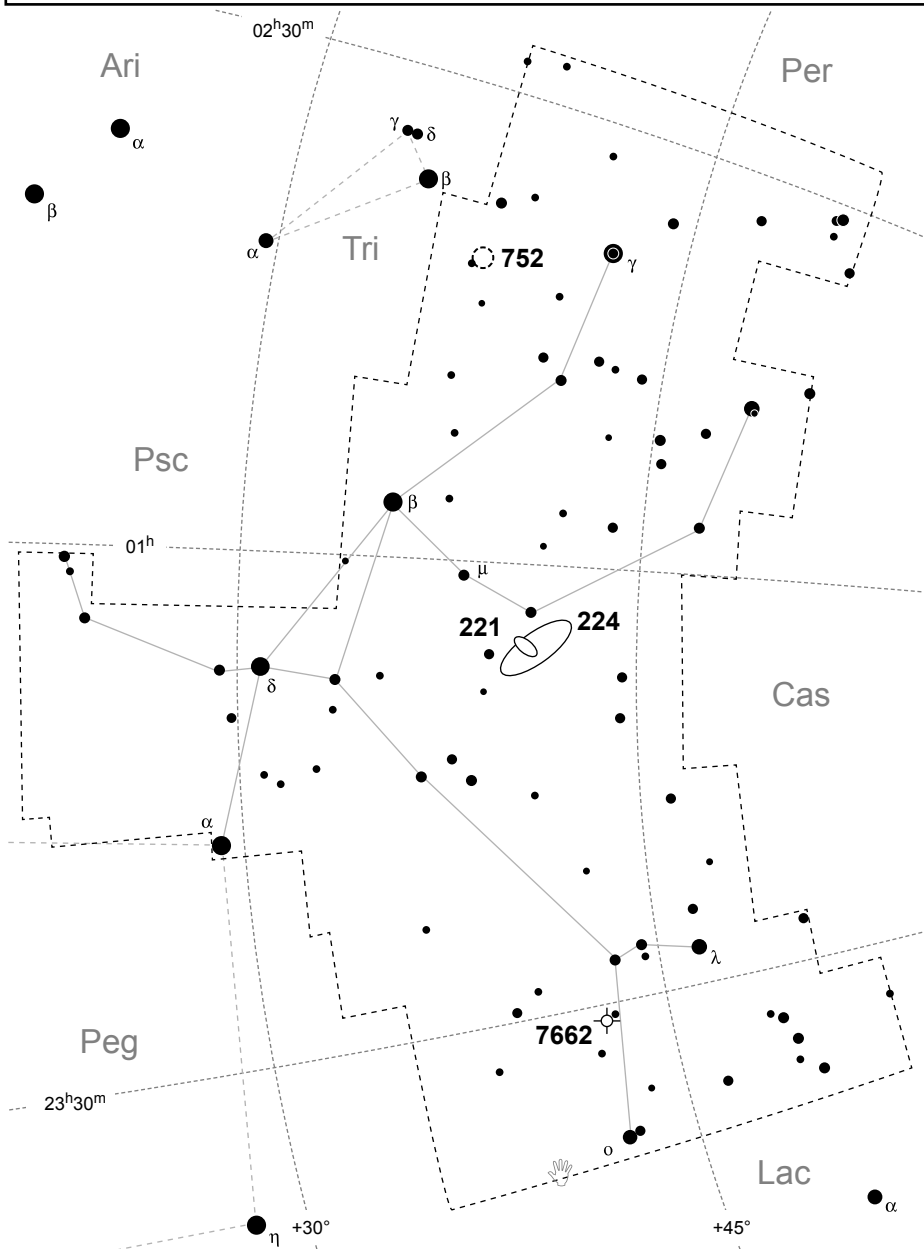 02ʰ30ᵐ
Ari
Per
α
γ
δ
β
β
α
Tri
752
γ
Psc
β
01ʰ
μ
221
224
δ
Cas
α
λ
7662
Peg
23ʰ30ᵐ
ο
Lac
α
η
+30°
+45°